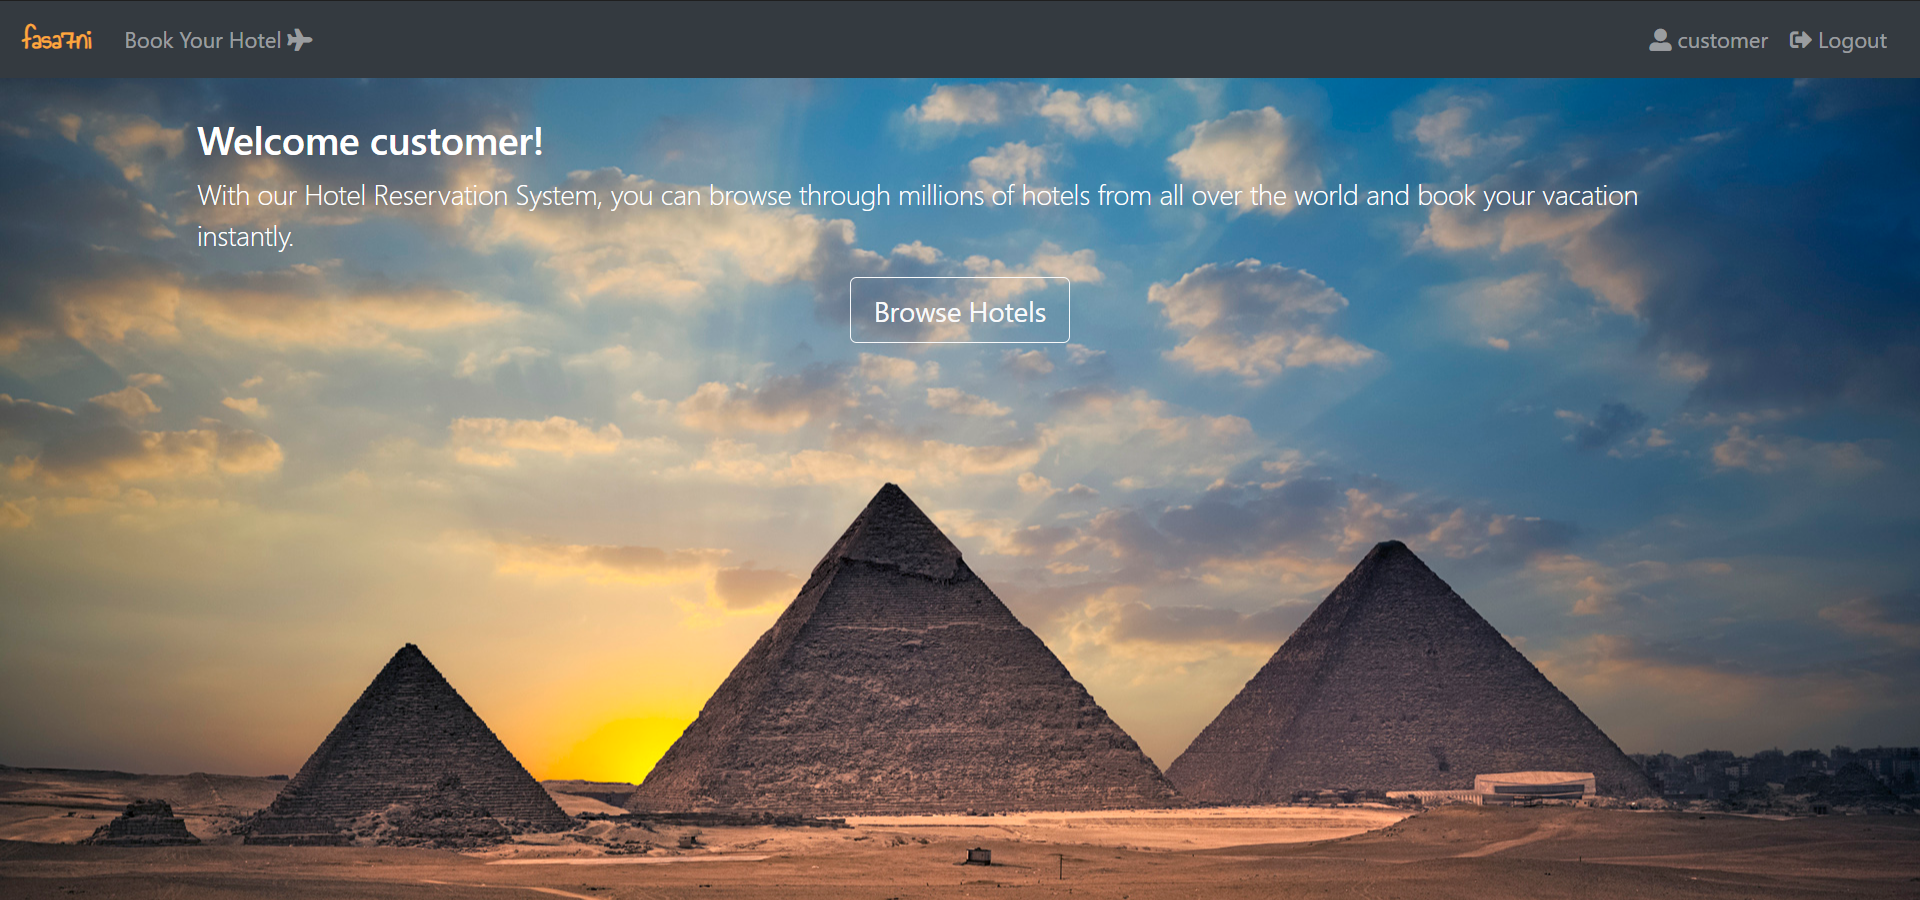 fasa7ni Book Your Hotel customer Logout
Welcome customer!
With our Hotel Reservation System, you can browse through millions of hotels from all over the world and book your vacation
instantly.
Browse Hotels